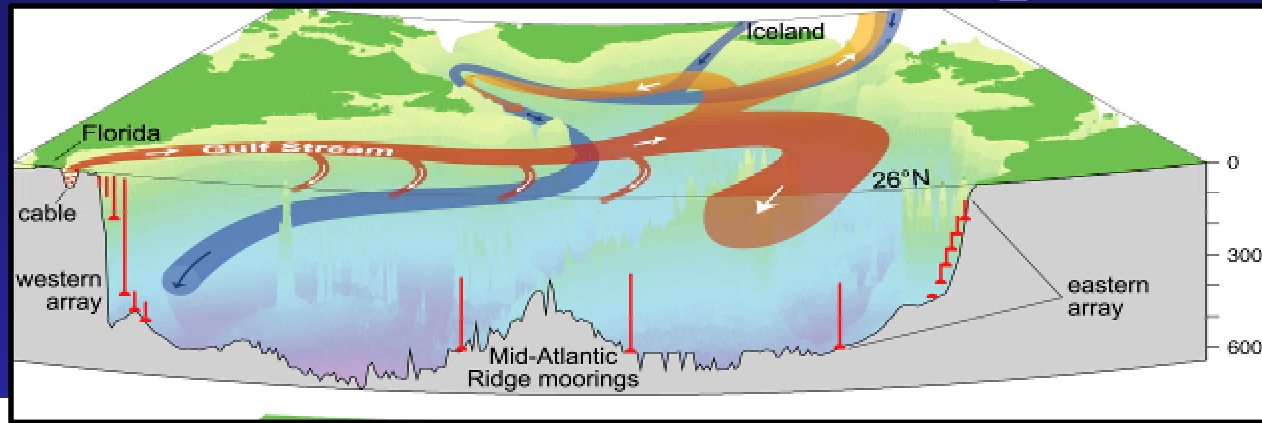 Iceland
Florida
Gulf Stream
26°N
0
cable
300
western
array
eastern
array
600
Mid-Atlantic
Ridge moorings